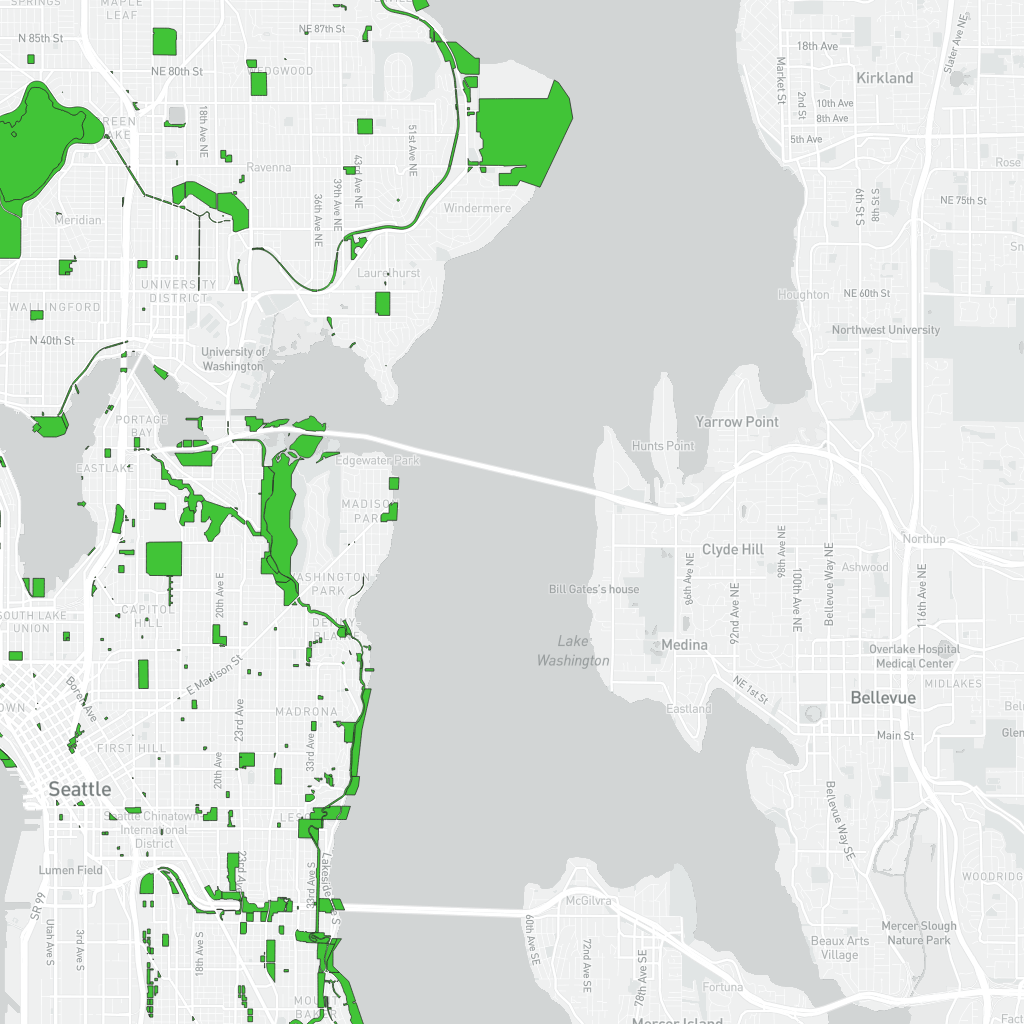 SPRINGS
MAPLE
LEAF
N 85th St
NE 87th St
NE 80th St
WEDGWOOD
18th Ave
Slater Ave NE
Market St
Kirkland
2nd St
10th Ave
8th Ave
5th Ave
GREEN
LAKE
18th Ave NE
Ravenna
51st Ave NE
43rd Ave NE
39th Ave NE
36th Ave NE
Rose
6th St S
8th St S
NE 75th St
Meridian
Windermere
Sn
Laurelhurst
UNIVERSITY
DISTRICT
WALLINGFORD
Houghton
NE 60th St
N 40th St
University of
Washington
Northwest University
PORTAGE
BAY
EASTLAKE
Edgewater Park
Yarrow Point
Hunts Point
MADISON
PARK
Northup
Clyde Hill
86th Ave NE
98th Ave NE
100th Ave NE
Bellevue Way NE
92nd Ave NE
116th Ave NE
Ashwood
WASHINGTON
PARK
20th Ave E
CAPITOL
HILL
Bill Gates's house
SOUTH LAKE
UNION
DENNY-
BLAINE
Lake
Washington
Medina
Overlake Hospital
Medical Center
E Madison St
NE 1st St
MIDLAKES
Bellevue
Boren Ave
OWN
MADRONA
Eastland
23rd Ave
33rd Ave
Main St
Belu
Glen
FIRST HILL
20th Ave
Seattle
Seattle Chinatown
International
District
LES
Bellevue Way SE
Lumen Field
23rd Ave
33rd Ave S
Lakeside Ave S
WOODRIDG
McGilvra
SR 99
60th Ave SE
Mercer Slough
Nature Park
Utah Ave S
3rd Ave S
18th Ave S
72nd Ave SE
78th Ave SE
Beaux Arts
Village
Fortuna
MOUNT
BAKER
Mercer Island
Fact